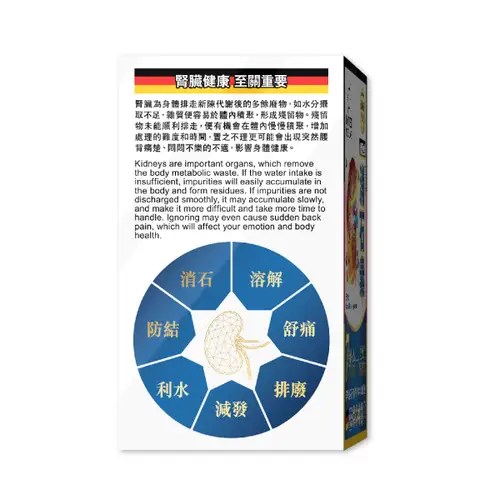 腎臟健康 至關重要
腎臟為身體排走新陳代謝後的多餘廢物，如水分攝
取不足，雜質便容易於體內積聚，形成殘留物。殘留
物未能順利排走，便有機會在體內慢慢積聚，增加
處理的難度和時間，置之不理更可能會出現突然腰
背痛楚、悶悶不樂的不適，影響身體健康。
Kidneys are important organs, which remove
the body metabolic waste. If the water intake is
insufficient, impurities will easily accumulate in
the body and form residues. If impurities are not
discharged smoothly, it may accumulate slowly,
and make it more difficult and take more time to
handle. Ignoring may even cause sudden back
pain, which will affect your emotion and body
health.
消石
溶解
防結
舒痛
利水
排廢
減發